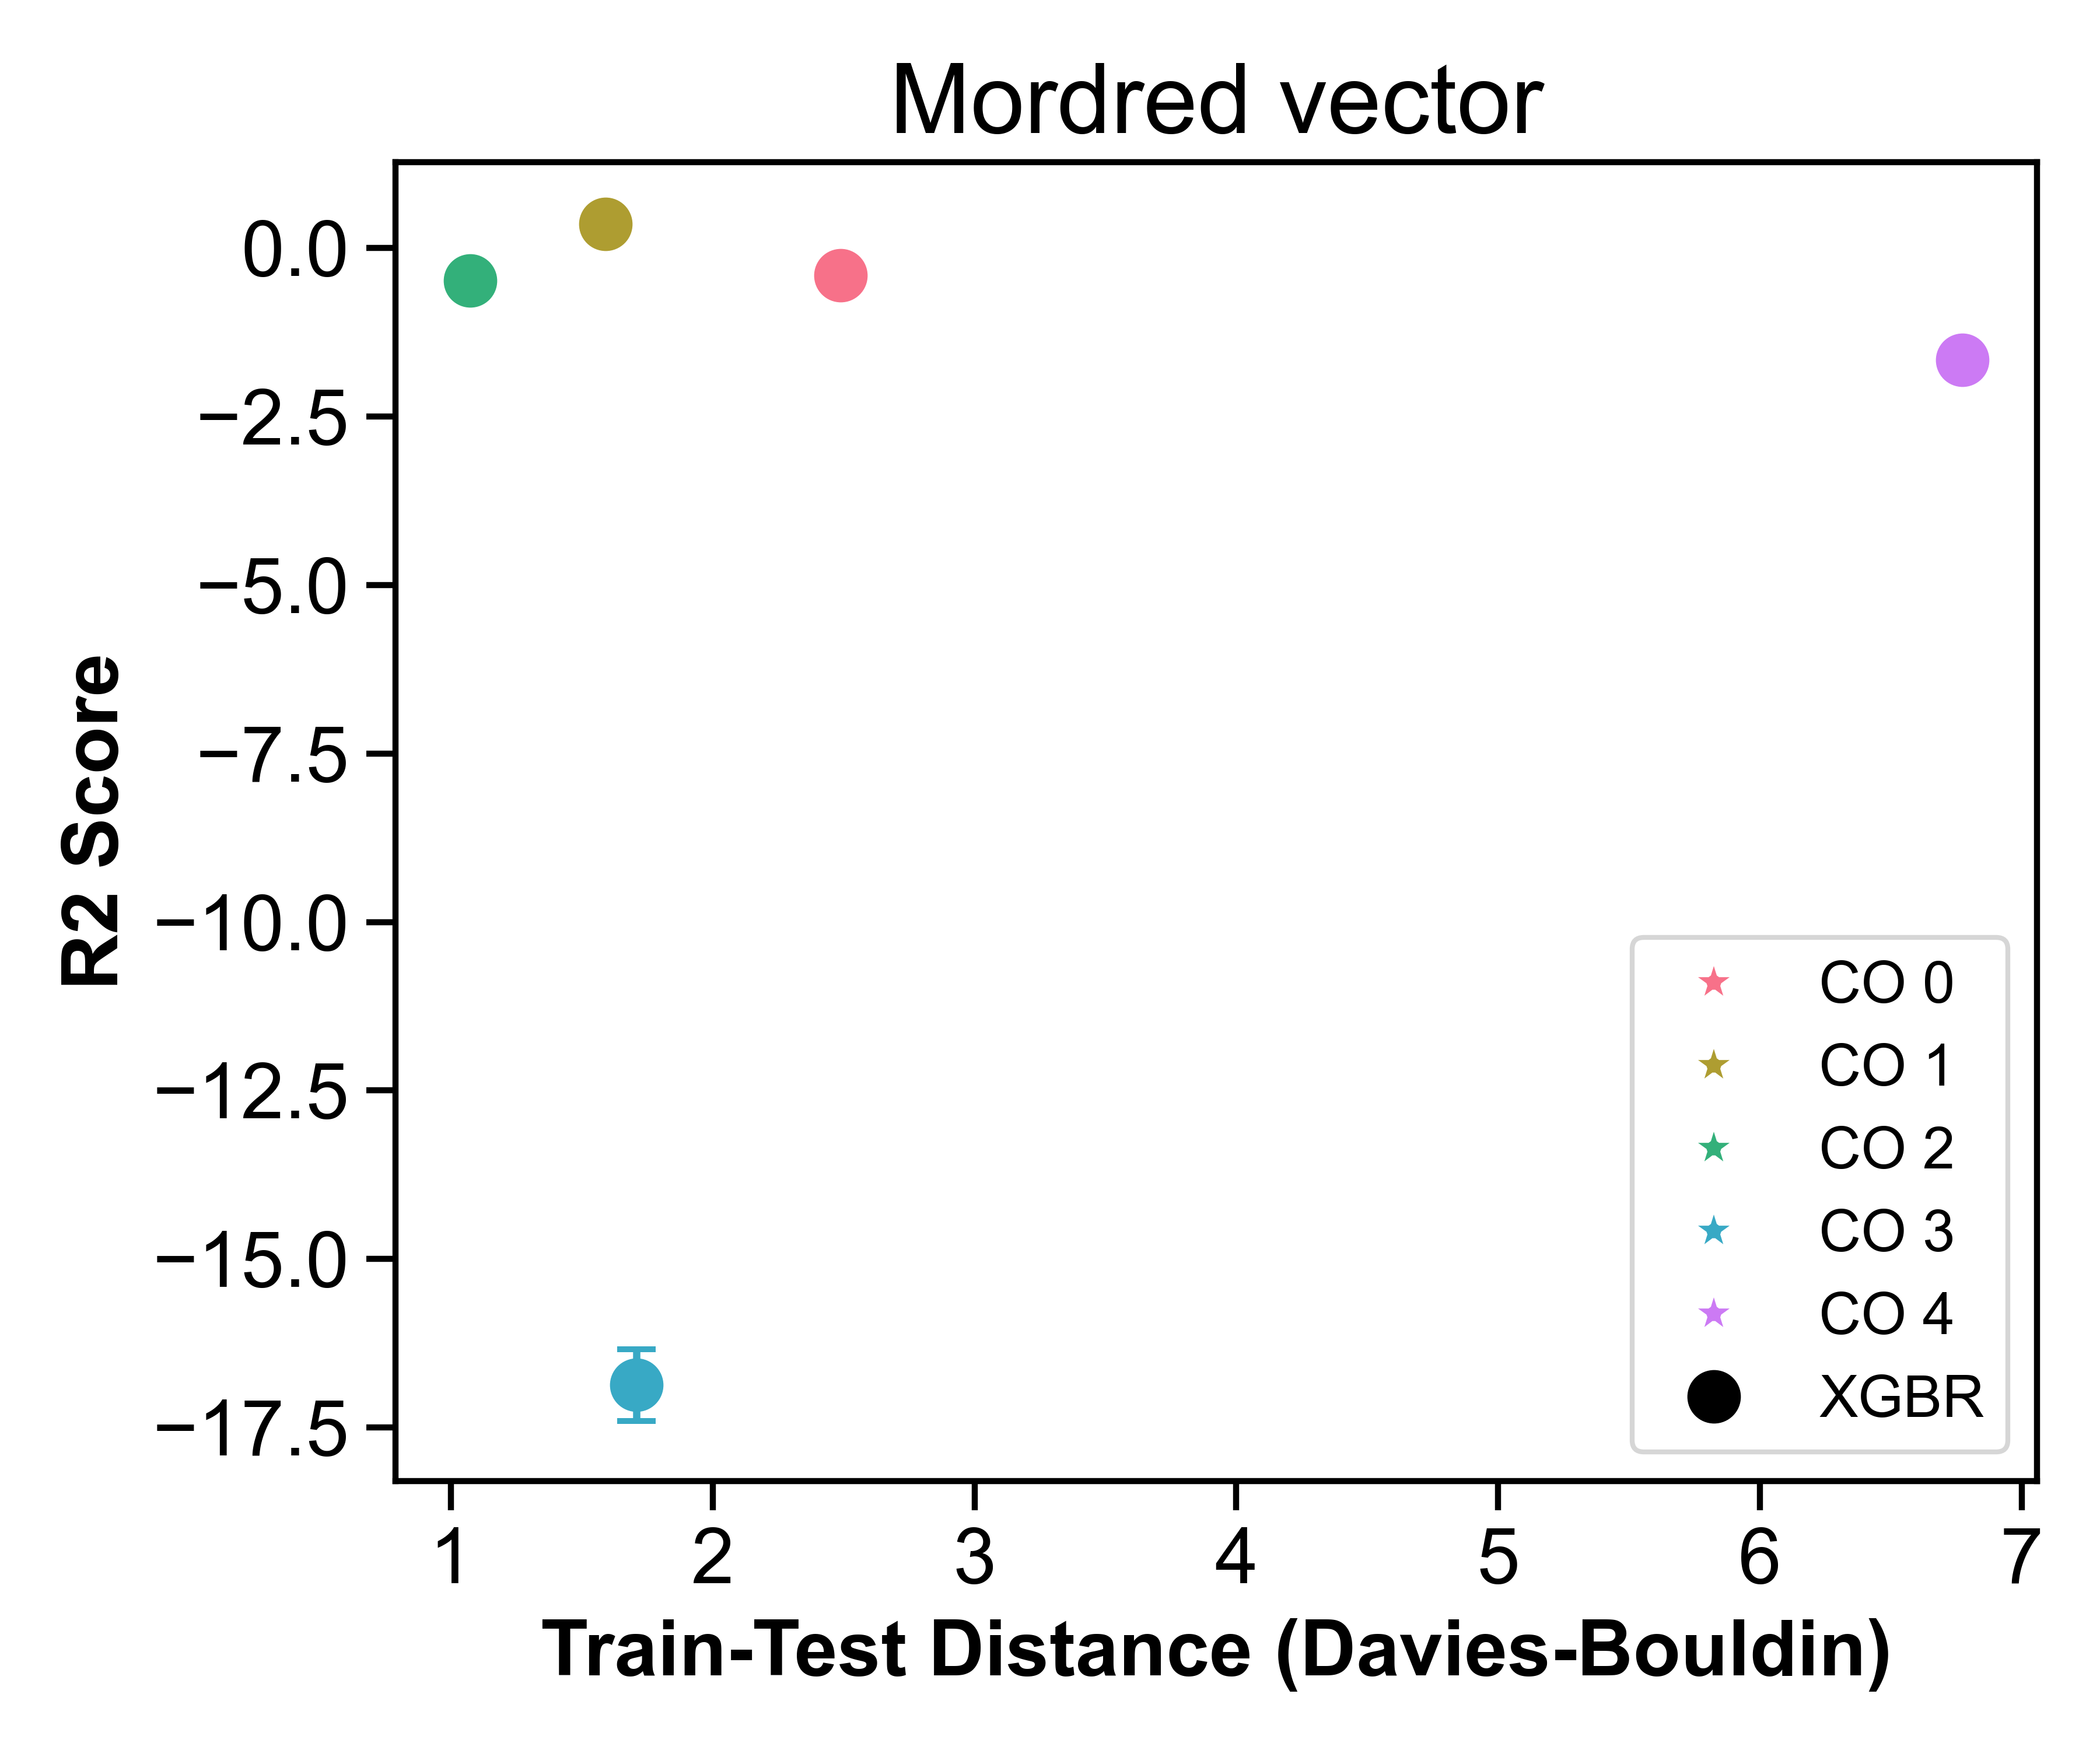 Mordred vector
R2 Score
0.0
−2.5
−5.0
−7.5
−10.0
−12.5
−15.0
−17.5
CO 0
CO 1
CO 2
CO 3
CO 4
XGBR
1 2 3 4 5 6 7
Train-Test Distance (Davies-Bouldin)